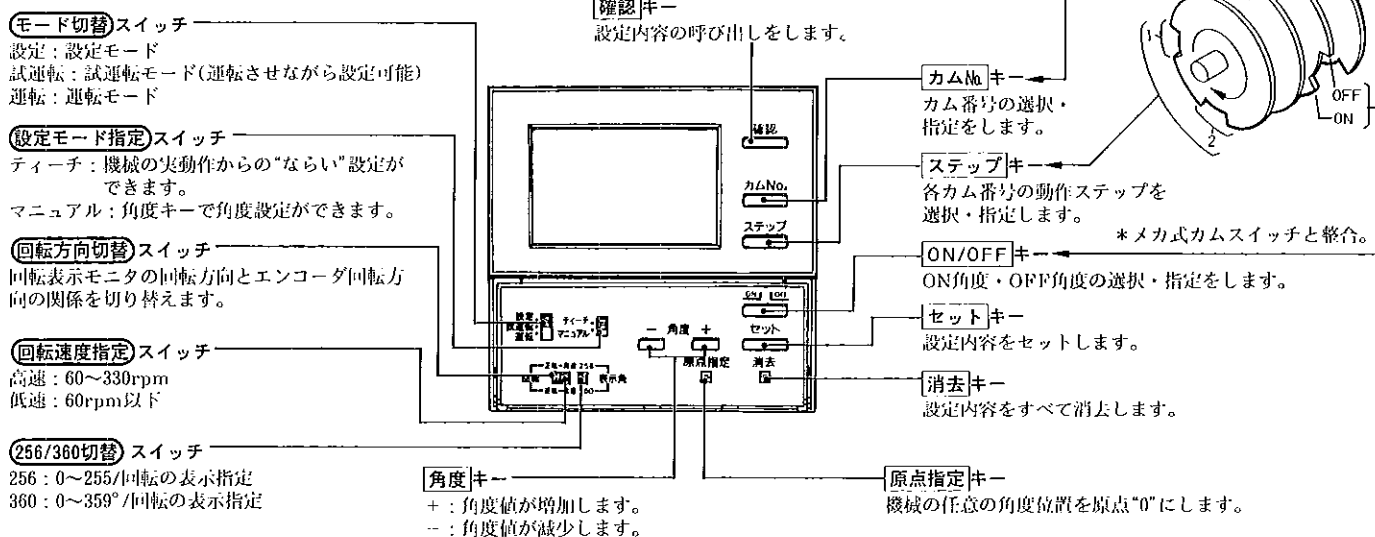 モード切替スイッチ
設定：設定モード
試運転：試運転モード(運転させながら設定可能)
運転：運転モード
設定モード指定スイッチ
ティーチ：機械の実動作からの“ならい”設定が
できます。
マニュアル：角度キーで角度設定ができます。
回転方向切替スイッチ
回転表示モニタの回転方向とエンコーダ回転方
向の関係を切り替えます。
回転速度指定スイッチ
高速：60～330rpm
低速：60rpm以下
256/360切替 スイッチ
256：0～255/回転の表示指定
360：0～359°/回転の表示指定
確認キー
設定内容の呼び出しをします。
確認
カムNo.
ステップ
設定
試運転
運転
ティーチ
マニュアル
－ 角度 ＋
セット
原点指定
消去
表示角
角度キー
＋：角度値が増加します。
－：角度値が減少します。
カム№キー
カム番号の選択・
指定をします。
ステップキー
各カム番号の動作ステップを
選択・指定します。
＊メカ式カムスイッチと整合。
ON/OFFキー
ON角度・OFF角度の選択・指定をします。
セットキー
設定内容をセットします。
消去キー
設定内容をすべて消去します。
原点指定キー
機械の任意の角度位置を原点“0”にします。
1
2
OFF
ON